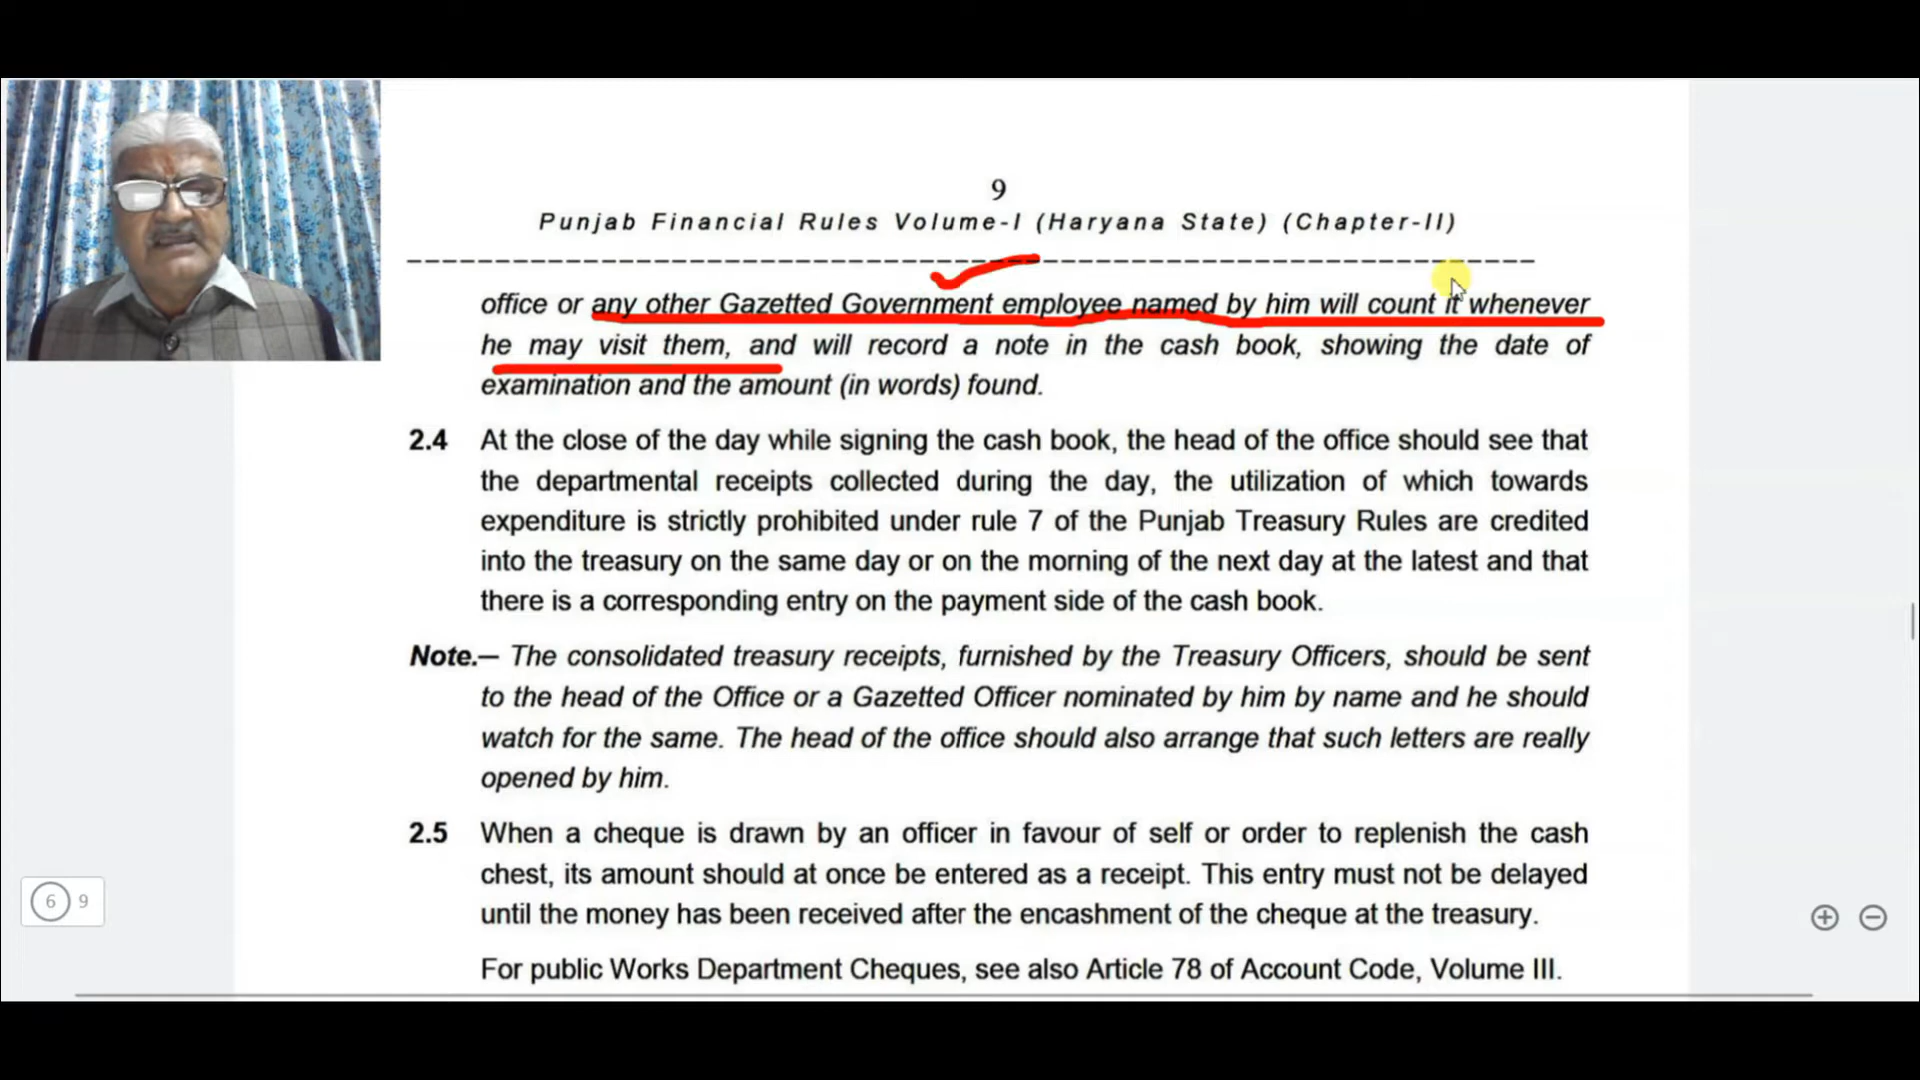 9
Punjab Financial Rules Volume-I (Haryana State) (Chapter-II)
office or any other Gazetted Government employee named by him will count it whenever
he may visit them, and will record a note in the cash book, showing the date of
examination and the amount (in words) found.
2.4 At the close of the day while signing the cash book, the head of the office should see that
the departmental receipts collected during the day, the utilization of which towards
expenditure is strictly prohibited under rule 7 of the Punjab Treasury Rules are credited
into the treasury on the same day or on the morning of the next day at the latest and that
there is a corresponding entry on the payment side of the cash book.
Note.— The consolidated treasury receipts, furnished by the Treasury Officers, should be sent
to the head of the Office or a Gazetted Officer nominated by him by name and he should
watch for the same. The head of the office should also arrange that such letters are really
opened by him.
2.5 When a cheque is drawn by an officer in favour of self or order to replenish the cash
chest, its amount should at once be entered as a receipt. This entry must not be delayed
until the money has been received after the encashment of the cheque at the treasury.
For public Works Department Cheques, see also Article 78 of Account Code, Volume III.
6 9